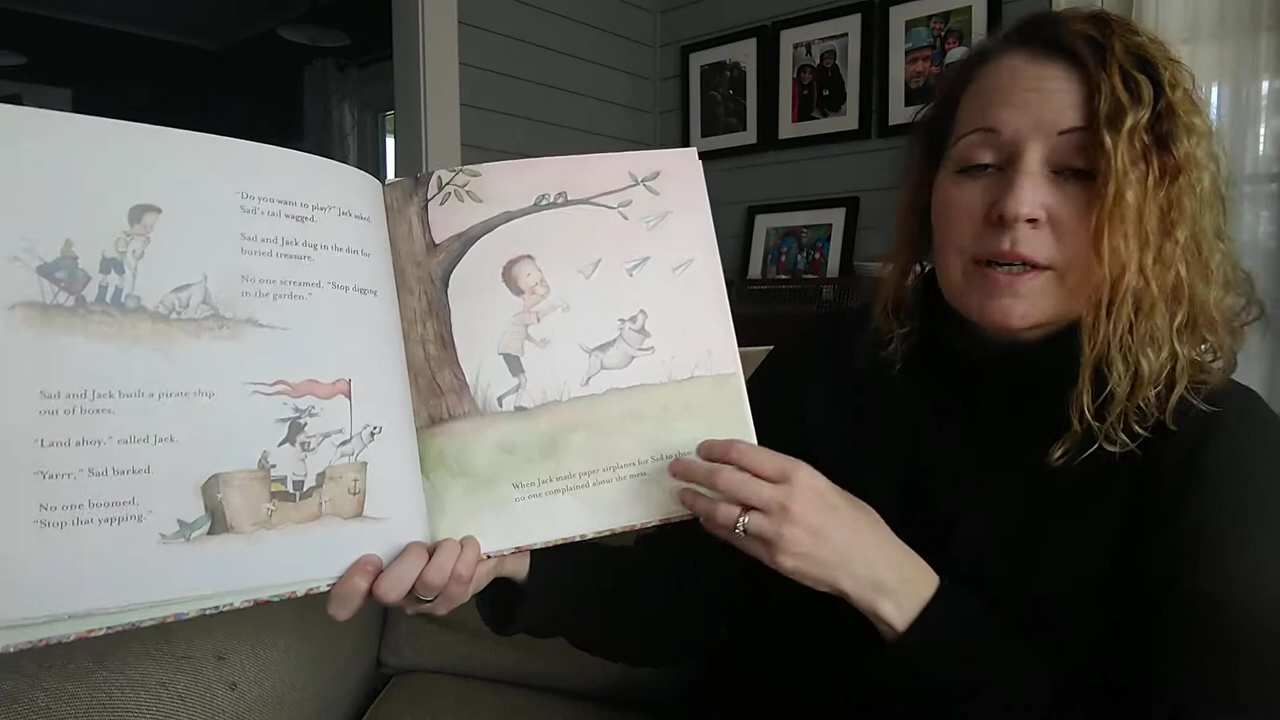 "Do you want to play?" Jack asked.
Sad's tail wagged.
Sad and Jack dug in the dirt for
buried treasure.
No one screamed, "Stop digging
in the garden."
Sad and Jack built a pirate ship
out of boxes.
"Land ahoy," called Jack.
"Yarrr," Sad barked.
No one boomed,
"Stop that yapping."
When Jack made paper airplanes for Sad to
no one complained about the mess.